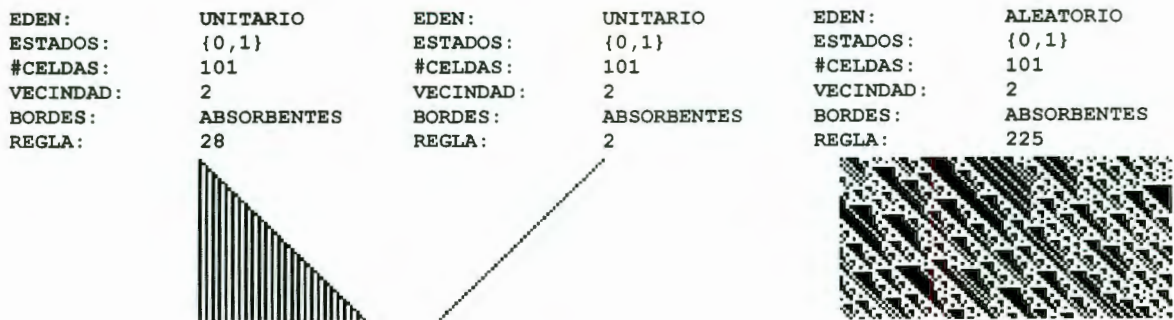 EDEN: UNITARIO
ESTADOS: {0,1}
#CELDAS: 101
VECINDAD: 2
BORDES: ABSORBENTES
REGLA: 28
EDEN: UNITARIO
ESTADOS: {0,1}
#CELDAS: 101
VECINDAD: 2
BORDES: ABSORBENTES
REGLA: 2
EDEN: ALEATORIO
ESTADOS: {0,1}
#CELDAS: 101
VECINDAD: 2
BORDES: ABSORBENTES
REGLA: 225